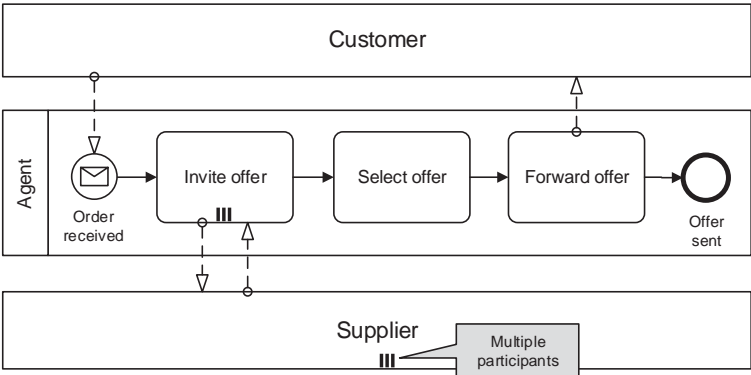 Customer
Agent
Order
received
Invite offer
Select offer
Forward offer
Offer
sent
Supplier
Multiple
participants